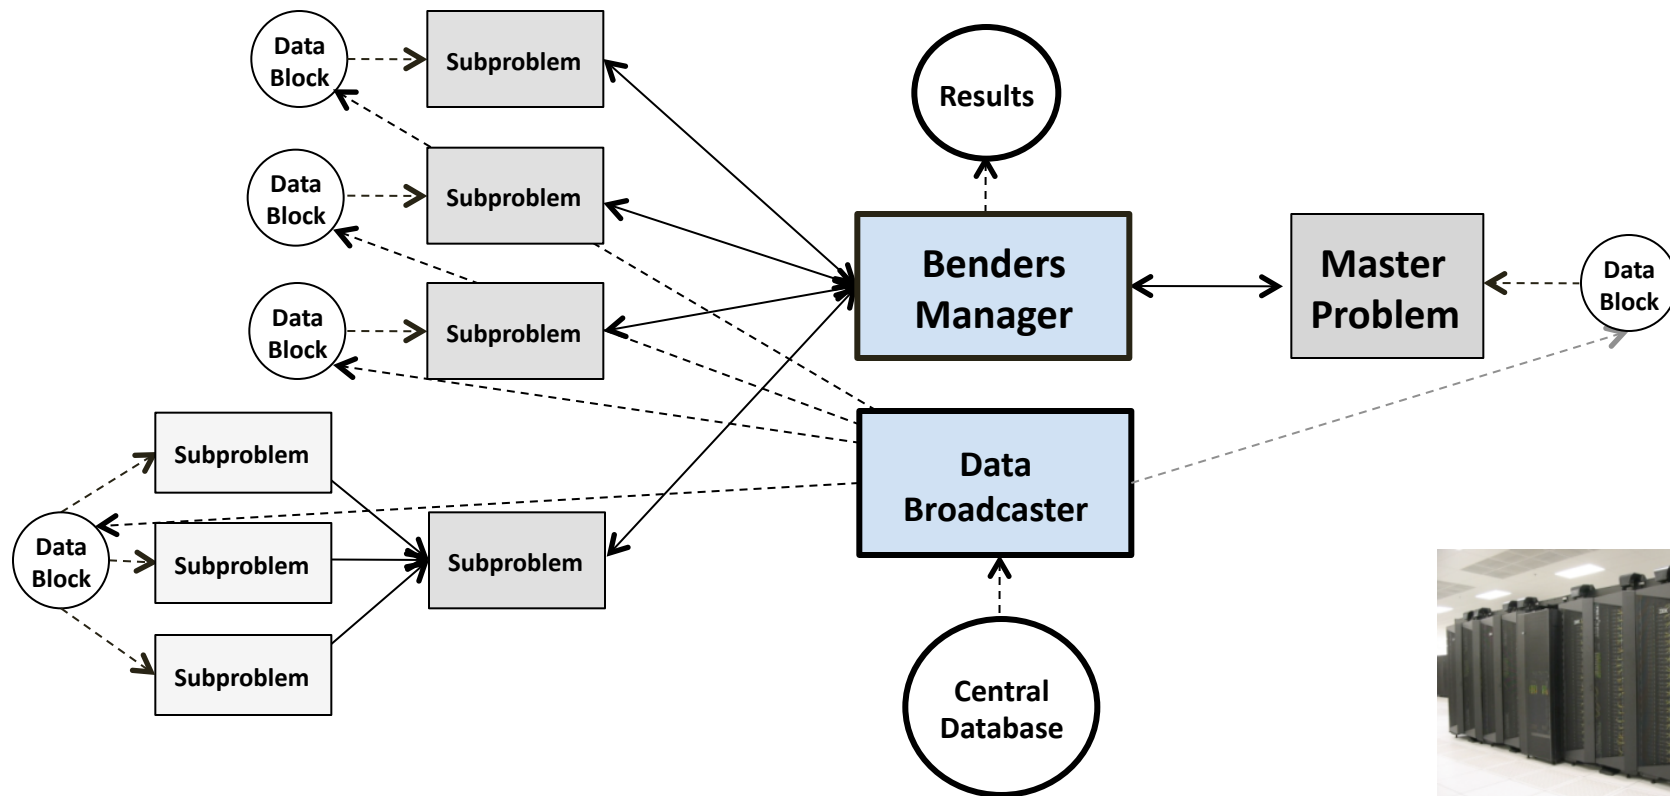 Data
Block
Subproblem
Results
Data
Block
Subproblem
Benders
Manager
Master
Problem
Data
Block
Data
Block
Subproblem
Subproblem
Data
Broadcaster
Data
Block
Subproblem
Subproblem
Subproblem
Central
Database